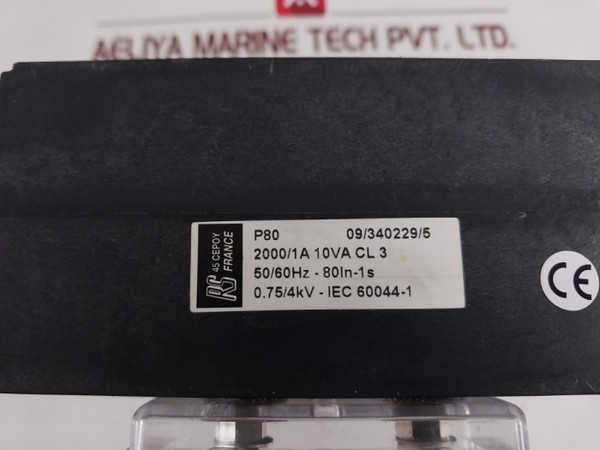 AELIYA MARINE TECH PVT. LTD.
45 CEPOY
FRANCE
P80 09/340229/5
2000/1A 10VA CL 3
50/60Hz - 80In-1s
0.75/4kV - IEC 60044-1
CE